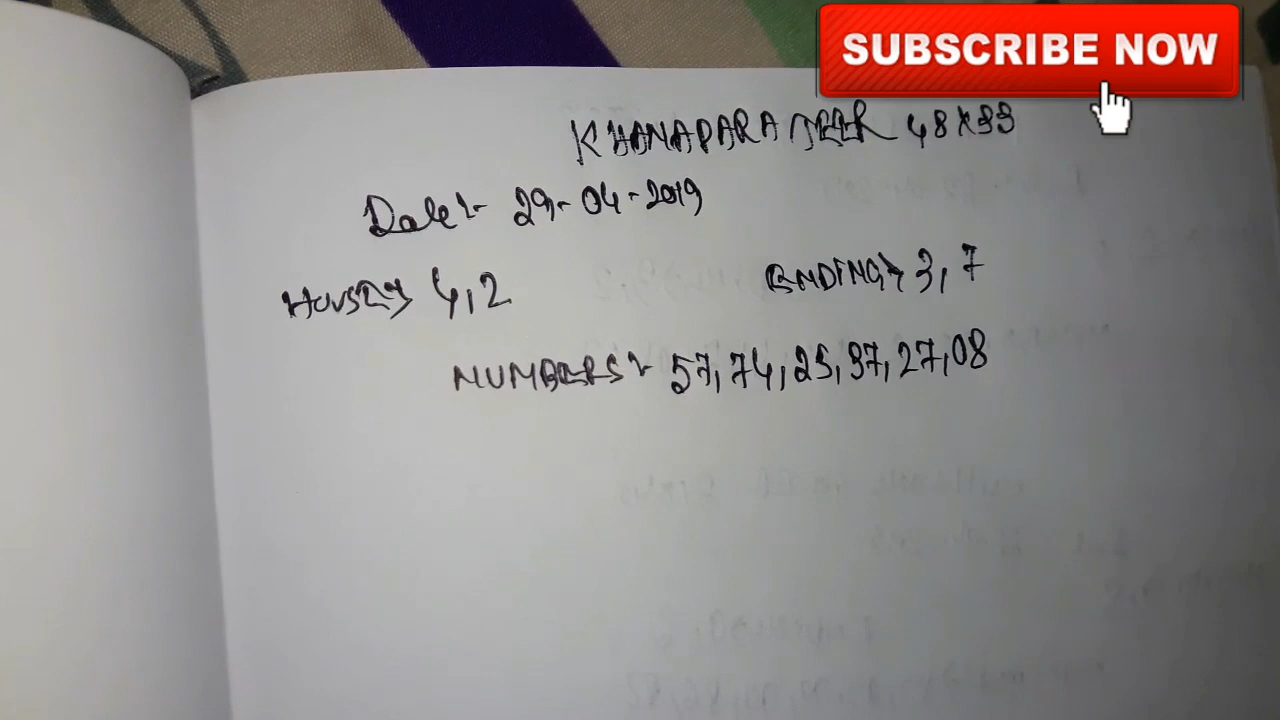 SUBSCRIBE NOW
KHANAPARA TEER 48X99
Date:- 29-04-2019
HOUSE> 4,2
ENDING> 3,7
NUMBERS:- 57,74,25,37,27,08